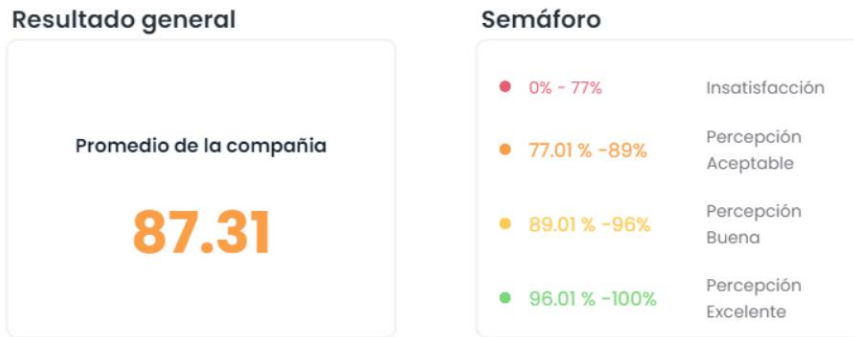 Resultado general
Promedio de la compañia
87.31
Semáforo
0% - 77% Insatisfacción
77.01 % -89% Percepción
Aceptable
89.01 % -96% Percepción
Buena
96.01 % -100% Percepción
Excelente